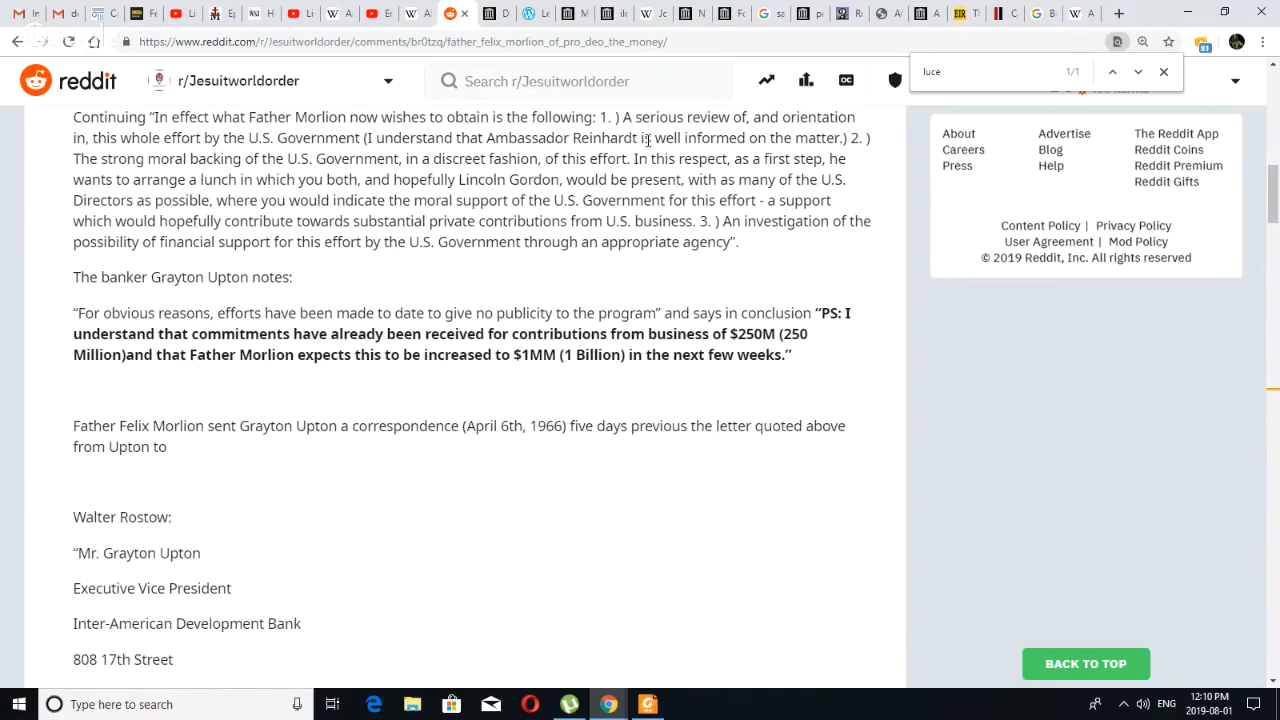 M In
M Li
Luc
Li
W A
Er
D
Le
M
ilc
Jc
N
sa
p
Rc
A
A
EIR Ti
C
B
W A
https://www.reddit.com/r/Jesuitworldorder/comments/br0tzq/father_felix_morlion_of_pro_deo_the_money/
81
luce
1/1
reddit
r/Jesuitworldorder
Search r/Jesuitworldorder
OC
Continuing “In effect what Father Morlion now wishes to obtain is the following: 1. ) A serious review of, and orientation
in, this whole effort by the U.S. Government (I understand that Ambassador Reinhardt is well informed on the matter.) 2. )
The strong moral backing of the U.S. Government, in a discreet fashion, of this effort. In this respect, as a first step, he
wants to arrange a lunch in which you both, and hopefully Lincoln Gordon, would be present, with as many of the U.S.
Directors as possible, where you would indicate the moral support of the U.S. Government for this effort - a support
which would hopefully contribute towards substantial private contributions from U.S. business. 3. ) An investigation of the
possibility of financial support for this effort by the U.S. Government through an appropriate agency”.
The banker Grayton Upton notes:
“For obvious reasons, efforts have been made to date to give no publicity to the program” and says in conclusion “PS: I
understand that commitments have already been received for contributions from business of $250M (250
Million)and that Father Morlion expects this to be increased to $1MM (1 Billion) in the next few weeks.”
Father Felix Morlion sent Grayton Upton a correspondence (April 6th, 1966) five days previous the letter quoted above
from Upton to
Walter Rostow:
“Mr. Grayton Upton
Executive Vice President
Inter-American Development Bank
808 17th Street
About
Advertise
The Reddit App
Careers
Blog
Reddit Coins
Press
Help
Reddit Premium
Reddit Gifts
Content Policy | Privacy Policy
User Agreement | Mod Policy
© 2019 Reddit, Inc. All rights reserved
BACK TO TOP
Type here to search
ENG
12:10 PM
2019-08-01